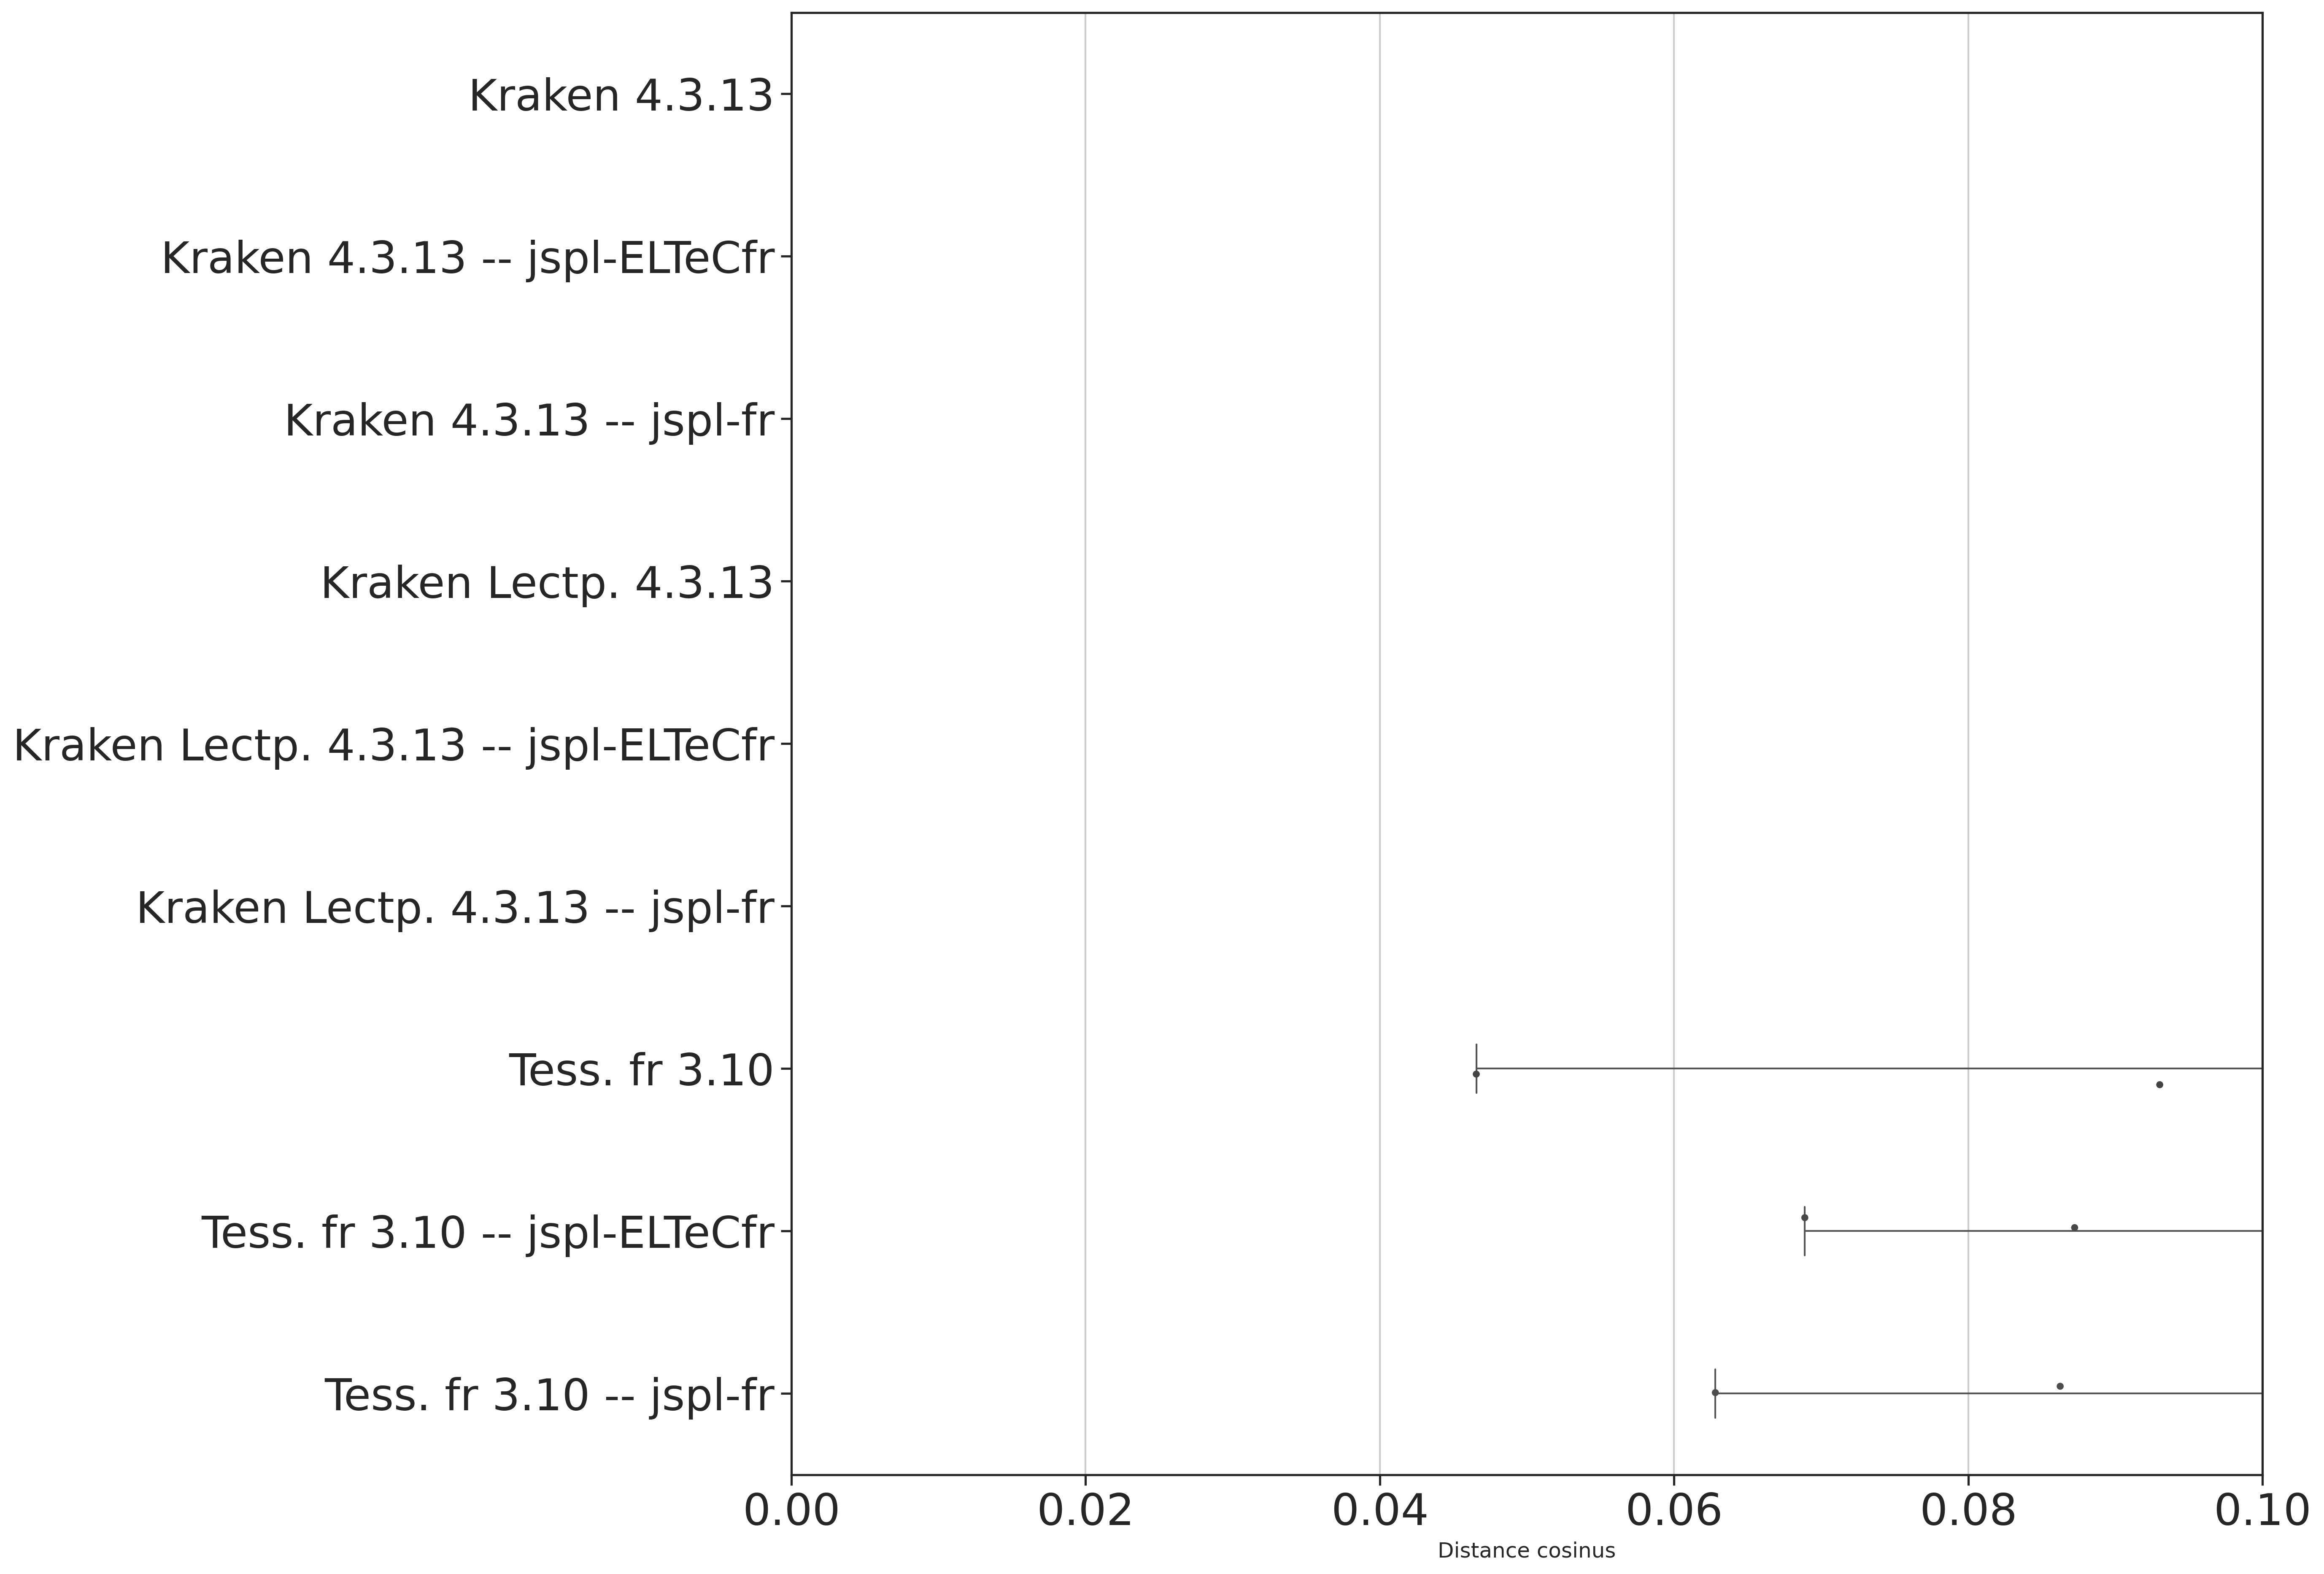 Kraken 4.3.13
Kraken 4.3.13 -- jspl-ELTeCfr
Kraken 4.3.13 -- jspl-fr
Kraken Lectp. 4.3.13
Kraken Lectp. 4.3.13 -- jspl-ELTeCfr
Kraken Lectp. 4.3.13 -- jspl-fr
Tess. fr 3.10
Tess. fr 3.10 -- jspl-ELTeCfr
Tess. fr 3.10 -- jspl-fr
0.00 0.02 0.04 0.06 0.08 0.10
Distance cosinus